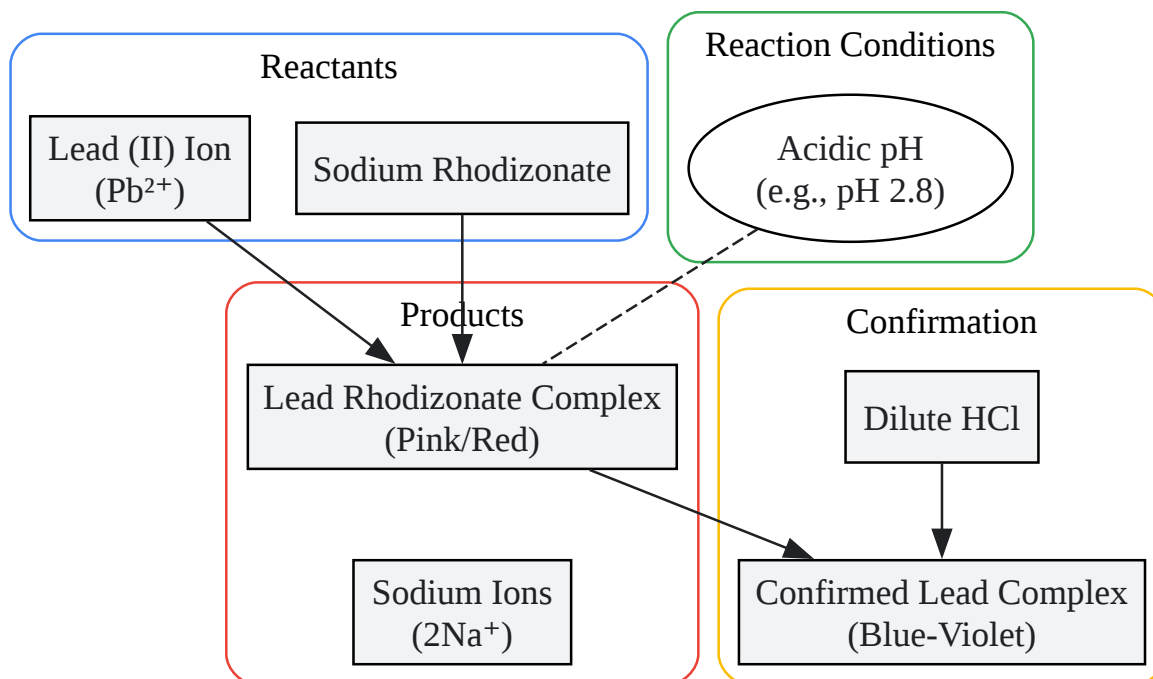 Reactants
Lead (II) Ion
(Pb²⁺)
Sodium Rhodizonate
Reaction Conditions
Acidic pH
(e.g., pH 2.8)
Products
Lead Rhodizonate Complex
(Pink/Red)
Sodium Ions
(2Na⁺)
Confirmation
Dilute HCl
Confirmed Lead Complex
(Blue-Violet)